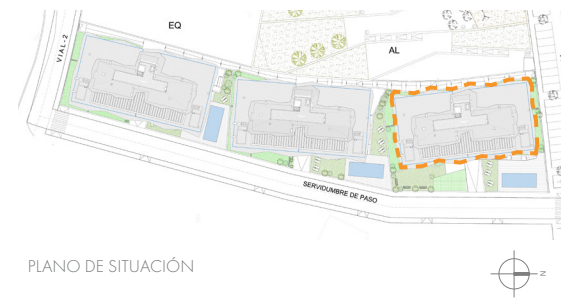 EQ
AL
VIAL-2
SERVIDUMBRE DE PASO
PLANO DE SITUACIÓN
N